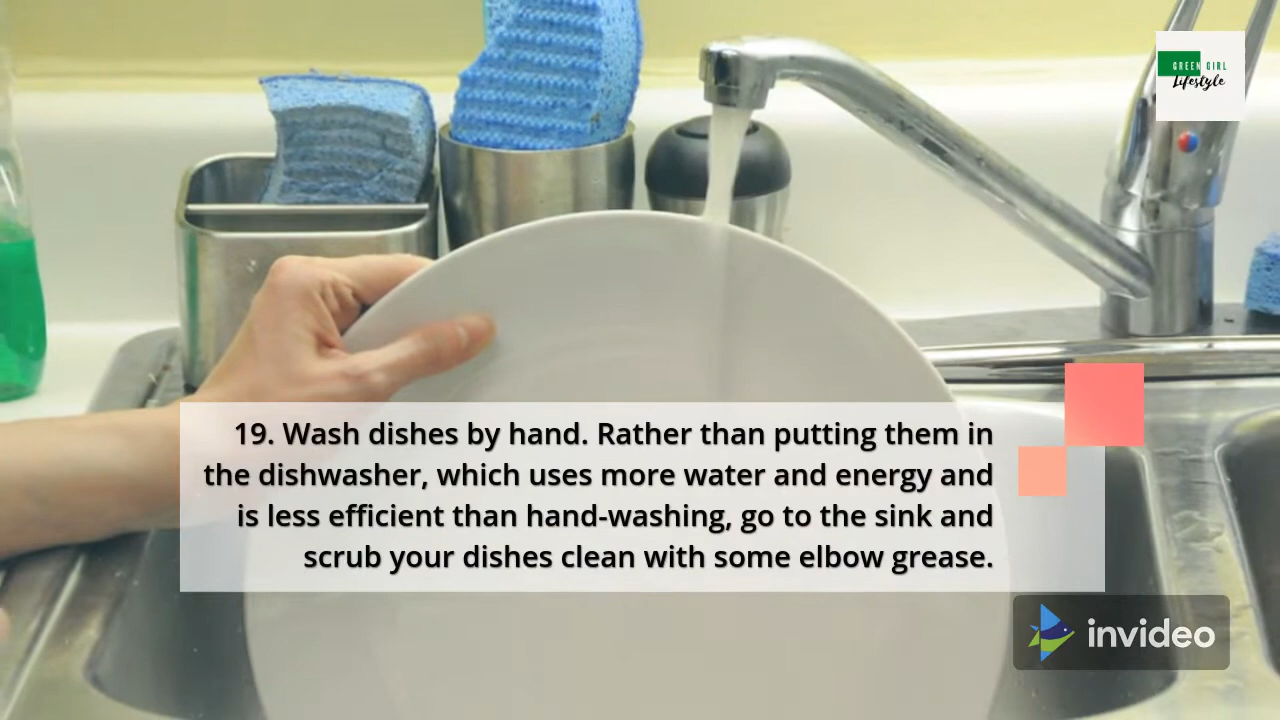 GREEN GIRL
Lifestyle
19. Wash dishes by hand. Rather than putting them in
the dishwasher, which uses more water and energy and
is less efficient than hand-washing, go to the sink and
scrub your dishes clean with some elbow grease.
invideo